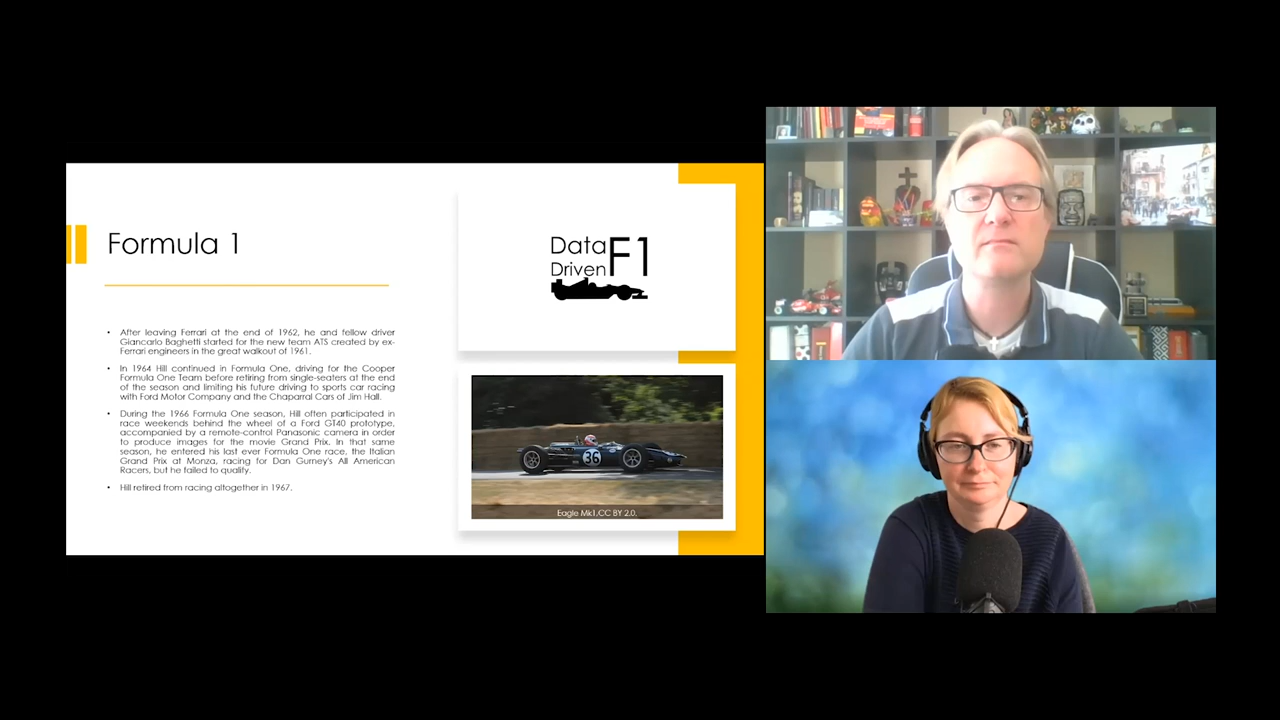 Formula 1
• After leaving Ferrari at the end of 1962, he and fellow driver
Giancarlo Baghetti started for the new team ATS created by ex-
Ferrari engineers in the great walkout of 1961.
• In 1964 Hill continued in Formula One, driving for the Cooper
Formula One Team before retiring from single-seaters at the end
of the season and limiting his future driving to sports car racing
with Ford Motor Company and the Chaparral Cars of Jim Hall.
• During the 1966 Formula One season, Hill often participated in
race weekends behind the wheel of a Ford GT40 prototype,
accompanied by a remote-control Panasonic camera in order
to produce images for the movie Grand Prix. In that same
season, he entered his last ever Formula One race, the Italian
Grand Prix at Monza, racing for Dan Gurney's All American
Racers, but he failed to qualify.
• Hill retired from racing altogether in 1967.
Data
Driven
F1
36
Eagle Mk1,CC BY 2.0.